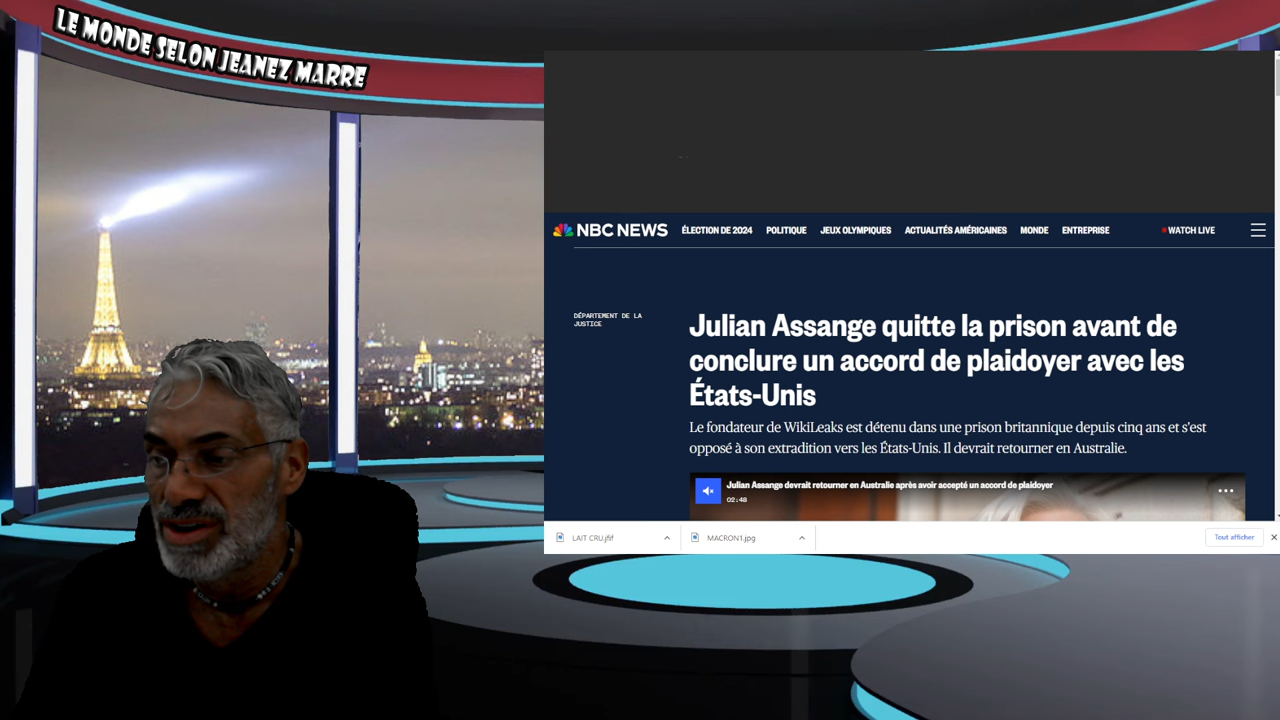 LE MONDE SELON JEANEZ MARRE
NBC NEWS
ÉLECTION DE 2024
POLITIQUE
JEUX OLYMPIQUES
ACTUALITÉS AMÉRICAINES
MONDE
ENTREPRISE
WATCH LIVE
DÉPARTEMENT DE LA
JUSTICE
Julian Assange quitte la prison avant de
conclure un accord de plaidoyer avec les
États-Unis
Le fondateur de WikiLeaks est détenu dans une prison britannique depuis cinq ans et s'est
opposé à son extradition vers les États-Unis. Il devrait retourner en Australie.
Julian Assange devrait retourner en Australie après avoir accepté un accord de plaidoyer
02:48
LAIT CRU.jfif
MACRON1.jpg
Tout afficher